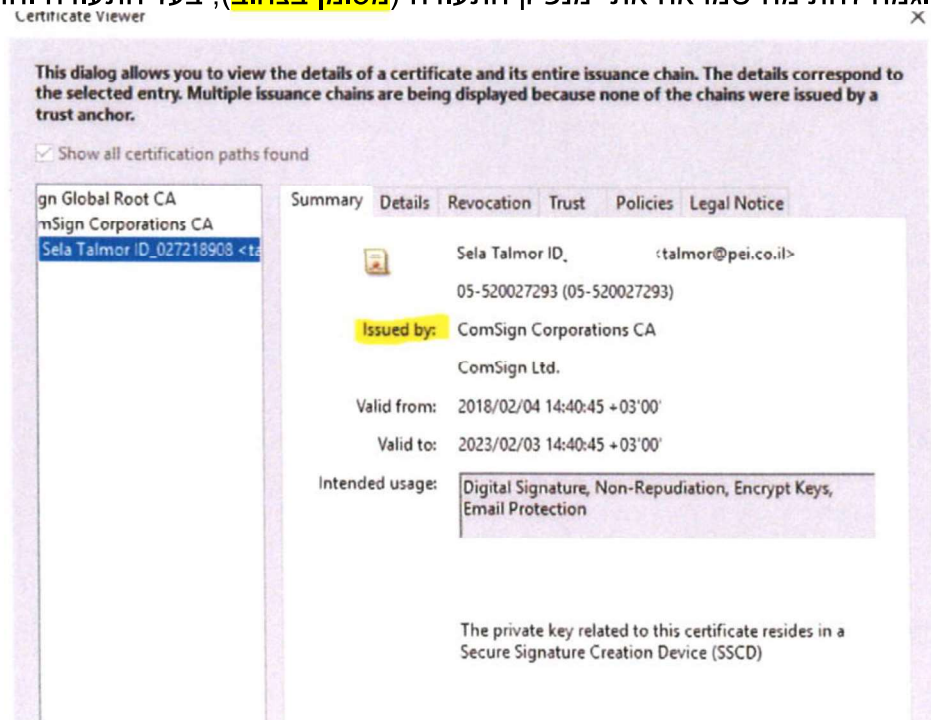 (מסומן בצהוב)
Certificate Viewer
This dialog allows you to view the details of a certificate and its entire issuance chain. The details correspond to
the selected entry. Multiple issuance chains are being displayed because none of the chains were issued by a
trust anchor.
Show all certification paths found
gn Global Root CA
mSign Corporations CA
Sela Talmor ID_027218908 <ta
Summary Details Revocation Trust Policies Legal Notice
Sela Talmor ID_ <talmor@pei.co.il>
05-520027293 (05-520027293)
Issued by: ComSign Corporations CA
ComSign Ltd.
Valid from: 2018/02/04 14:40:45 +03'00'
Valid to: 2023/02/03 14:40:45 +03'00'
Intended usage: Digital Signature, Non-Repudiation, Encrypt Keys,
Email Protection
The private key related to this certificate resides in a
Secure Signature Creation Device (SSCD)